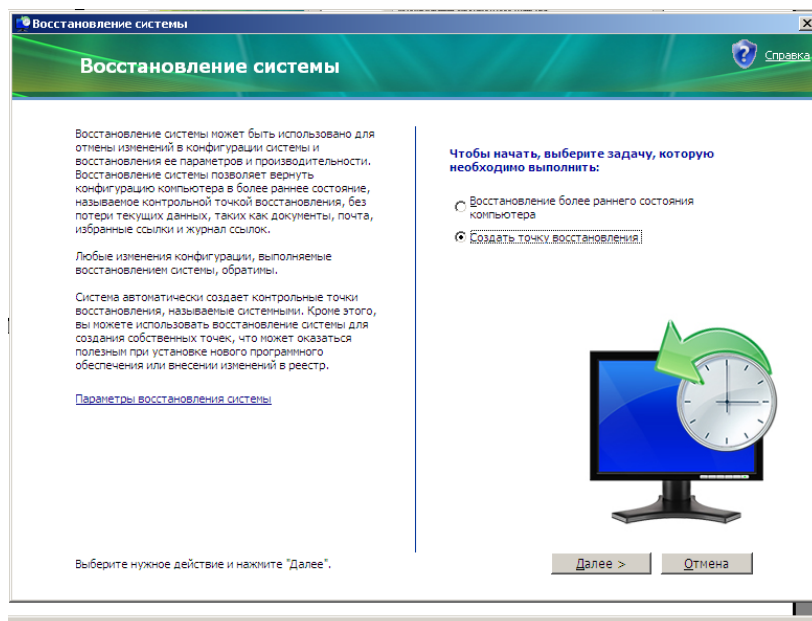 Восстановление системы
Восстановление системы
Справка
Восстановление системы может быть использовано для
отмены изменений в конфигурации системы и
восстановления ее параметров и производительности.
Восстановление системы позволяет вернуть
конфигурацию компьютера в более раннее состояние,
называемое контрольной точкой восстановления, без
потери текущих данных, таких как документы, почта,
избранные ссылки и журнал ссылок.
Любые изменения конфигурации, выполняемые
восстановлением системы, обратимы.
Система автоматически создает контрольные точки
восстановления, называемые системными. Кроме этого,
вы можете использовать восстановление системы для
создания собственных точек, что может оказаться
полезным при установке нового программного
обеспечения или внесении изменений в реестр.
Параметры восстановления системы
Чтобы начать, выберите задачу, которую
необходимо выполнить:
Восстановление более раннего состояния
компьютера
Создать точку восстановления
Выберите нужное действие и нажмите "Далее".
Далее >
Отмена